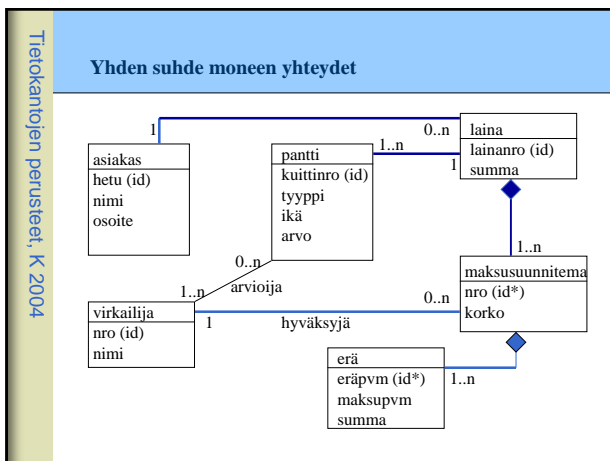 Tietokantojen perusteet, K 2004
Yhden suhde moneen yhteydet
1
0..n
laina
lainanro (id)
summa
asiakas
hetu (id)
nimi
osoite
pantti
kuittinro (id)
tyyppi
ikä
arvo
1..n
1
1..n
0..n
arvioija
1..n
maksusuunnitema
nro (id*)
korko
virkailija
nro (id)
nimi
1
hyväksyjä
0..n
erä
eräpvm (id*)
maksupvm
summa
1..n